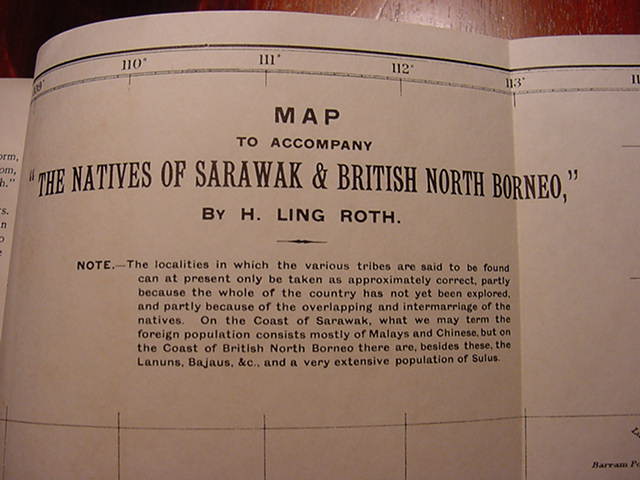 109°
110°
111°
112°
113°
MAP
TO ACCOMPANY
"THE NATIVES OF SARAWAK & BRITISH NORTH BORNEO,"
BY H. LING ROTH.
NOTE.—The localities in which the various tribes are said to be found
can at present only be taken as approximately correct, partly
because the whole of the country has not yet been explored,
and partly because of the overlapping and intermarriage of the
natives. On the Coast of Sarawak, what we may term the
foreign population consists mostly of Malays and Chinese, but on
the Coast of British North Borneo there are, besides these, the
Lanuns, Bajaus, &c., and a very extensive population of Sulus.
Barram